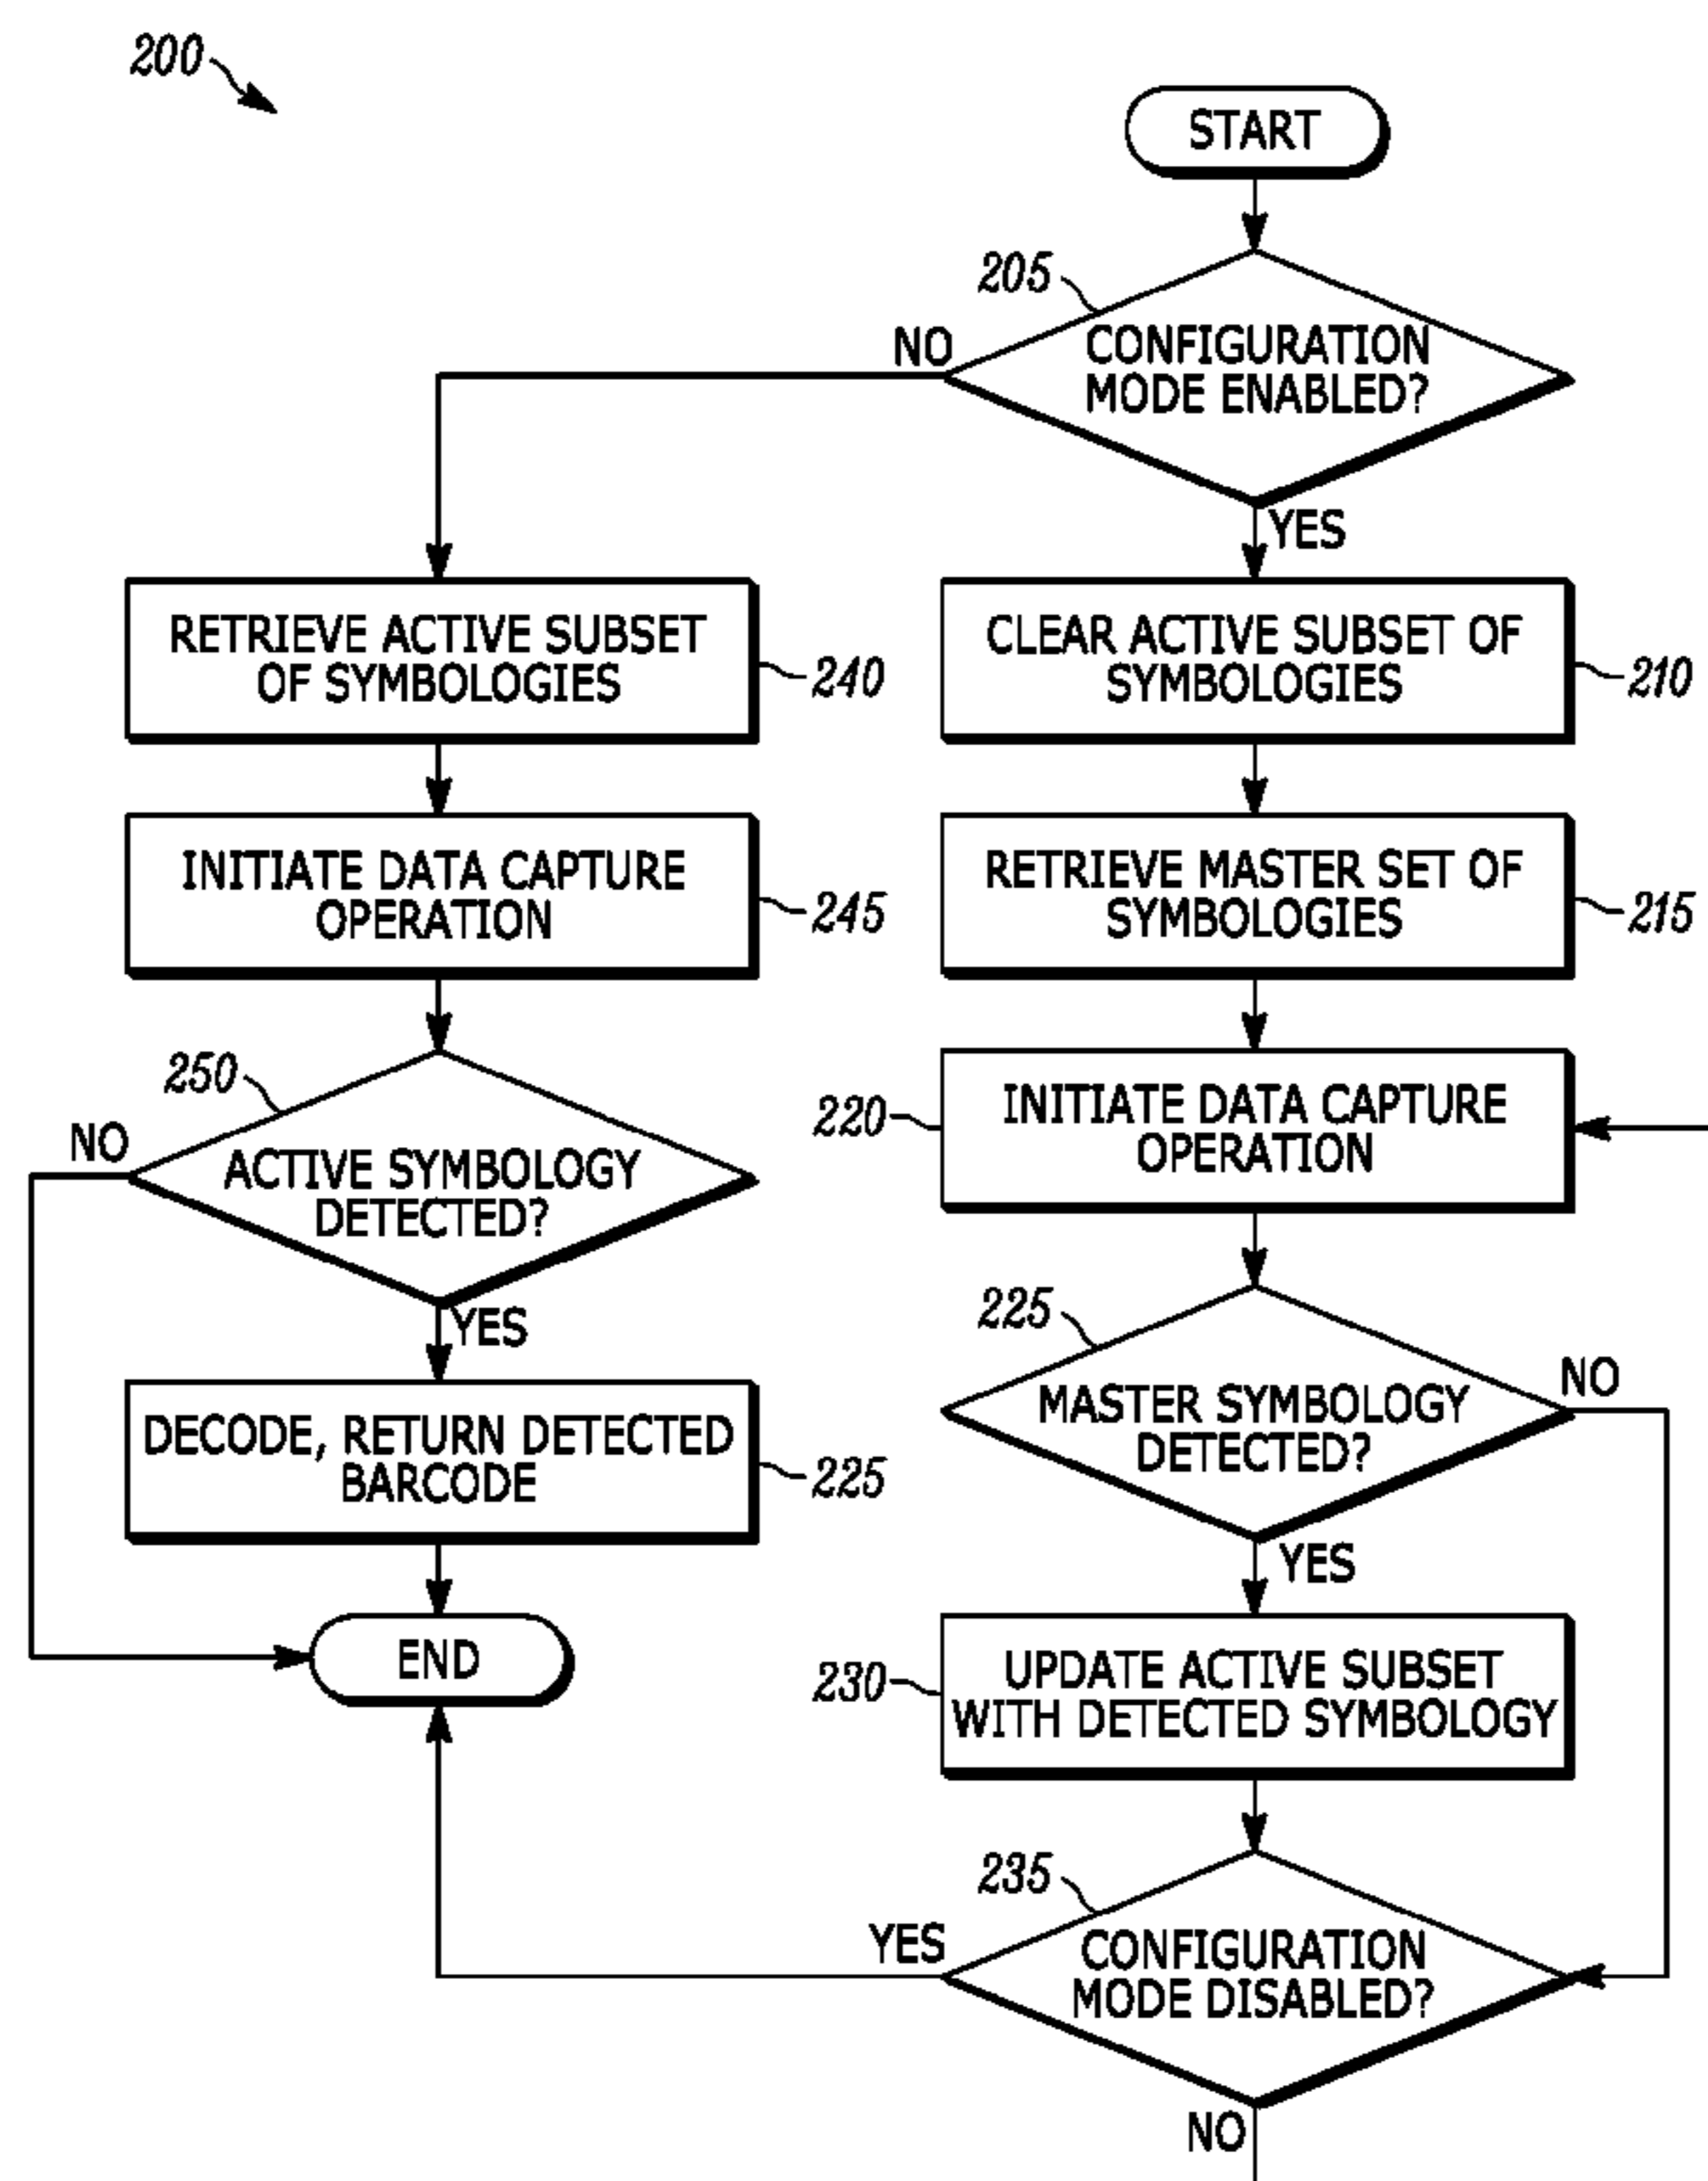 200
START
205
CONFIGURATION
MODE ENABLED?
NO
YES
RETRIEVE ACTIVE SUBSET
OF SYMBOLOGIES
240
CLEAR ACTIVE SUBSET OF
SYMBOLOGIES
210
INITIATE DATA CAPTURE
OPERATION
245
RETRIEVE MASTER SET OF
SYMBOLOGIES
215
250
NO
ACTIVE SYMBOLOGY
DETECTED?
YES
220
INITIATE DATA CAPTURE
OPERATION
225
NO
MASTER SYMBOLOGY
DETECTED?
YES
DECODE, RETURN DETECTED
BARCODE
225
END
230
UPDATE ACTIVE SUBSET
WITH DETECTED SYMBOLOGY
235
YES
CONFIGURATION
MODE DISABLED?
NO